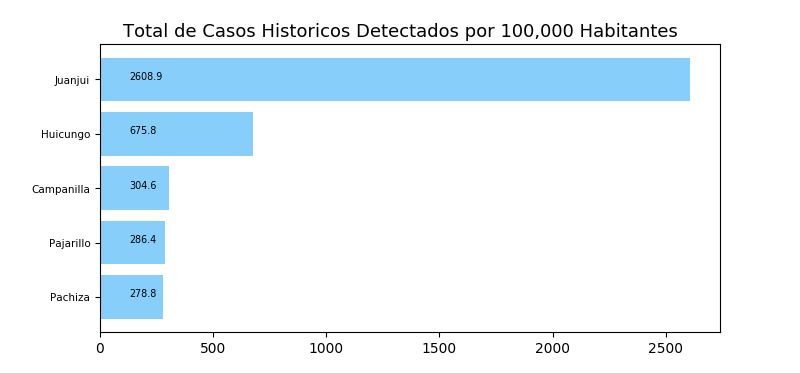 Total de Casos Historicos Detectados por 100,000 Habitantes
Juanjui 2608.9
Huicungo 675.8
Campanilla 304.6
Pajarillo 286.4
Pachiza 278.8
0 500 1000 1500 2000 2500